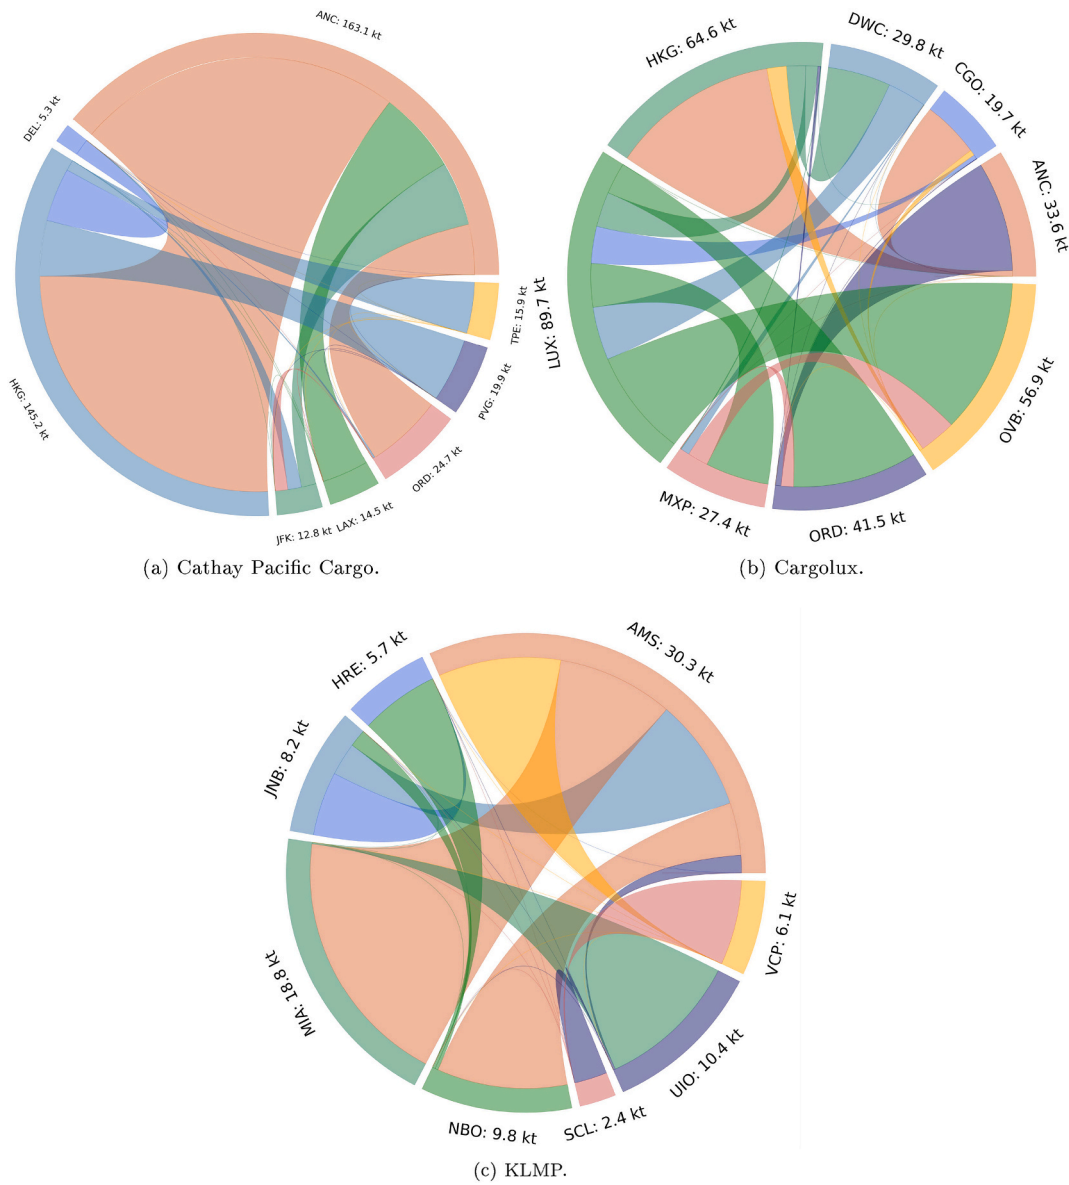 ANC: 163.1 kt
DEL: 5.3 kt
HKG: 145.2 kt
TPE: 15.9 kt
PVG: 19.9 kt
ORD: 24.7 kt
JFK: 12.8 kt
LAX: 14.5 kt
(a) Cathay Pacific Cargo.
HKG: 64.6 kt
DWC: 29.8 kt
CGO: 19.7 kt
ANC: 33.6 kt
LUX: 89.7 kt
OVB: 56.9 kt
MXP: 27.4 kt
ORD: 41.5 kt
(b) Cargolux.
AMS: 30.3 kt
HRE: 5.7 kt
JNB: 8.2 kt
MIA: 18.8 kt
VCP: 6.1 kt
UIO: 10.4 kt
NBO: 9.8 kt
SCL: 2.4 kt
(c) KLMP.